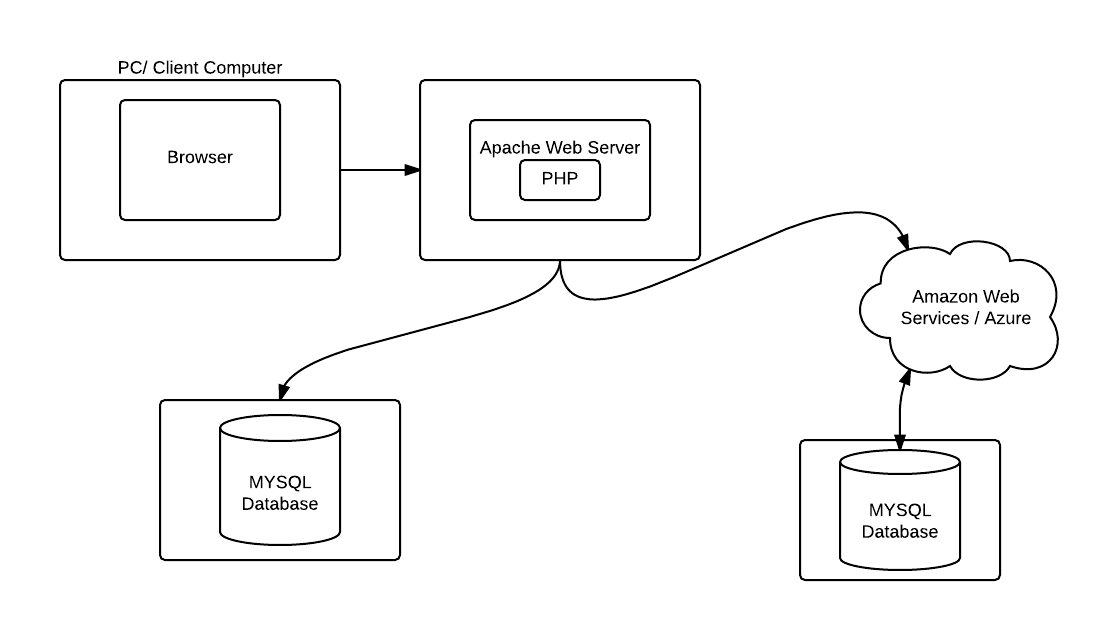 PC/ Client Computer
Browser
Apache Web Server
PHP
Amazon Web
Services / Azure
MYSQL
Database
MYSQL
Database